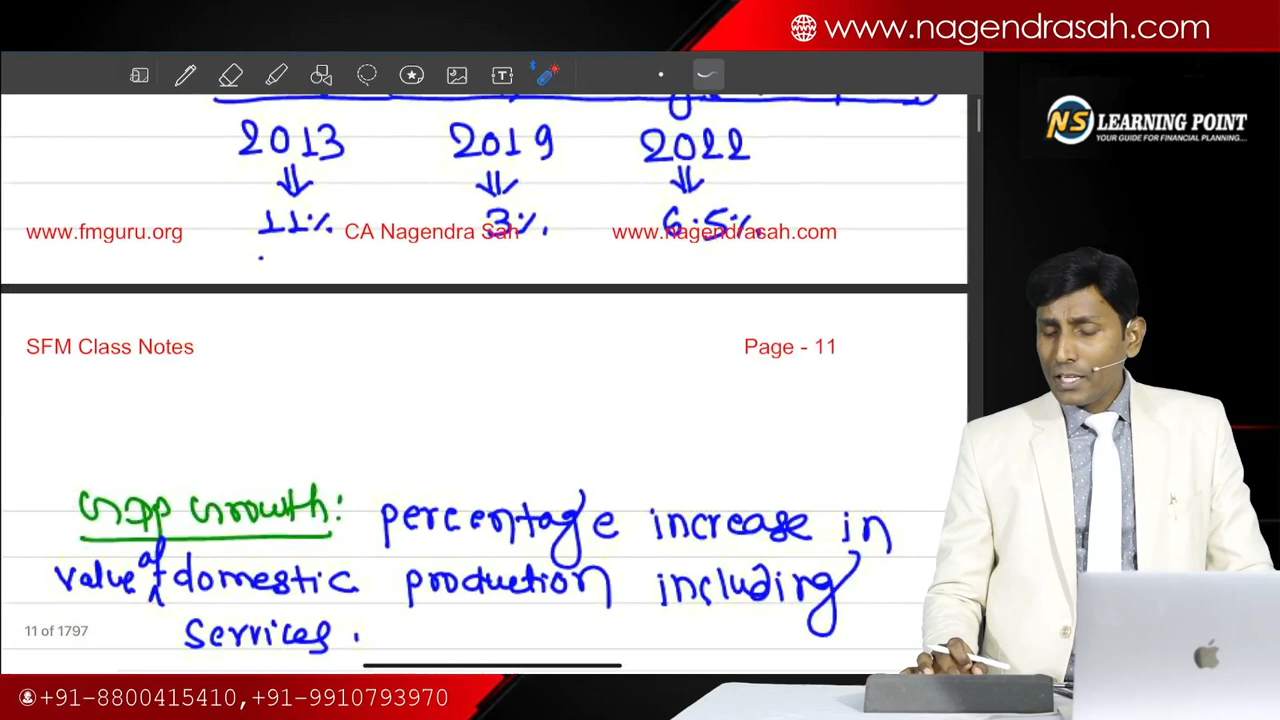 www.nagendrasah.com
NS LEARNING POINT
YOUR GUIDE FOR FINANCIAL PLANNING....
2013 2019 2022
11% 3%. 6.5%.
www.fmguru.org CA Nagendra Sah www.nagendrasah.com
SFM Class Notes Page - 11
GDP Growth: percentage increase in
value of domestic production including
services.
11 of 1797
+91-8800415410,+91-9910793970